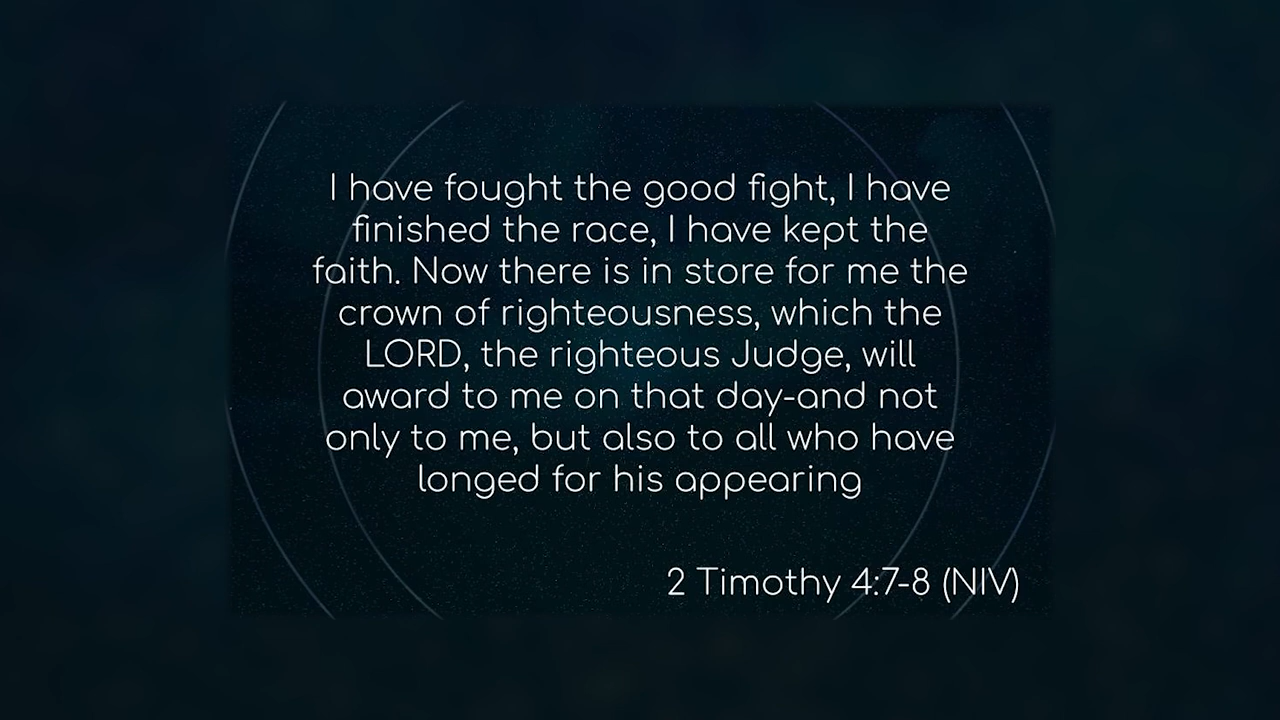 I have fought the good fight, I have
finished the race, I have kept the
faith. Now there is in store for me the
crown of righteousness, which the
LORD, the righteous Judge, will
award to me on that day-and not
only to me, but also to all who have
longed for his appearing
2 Timothy 4:7-8 (NIV)